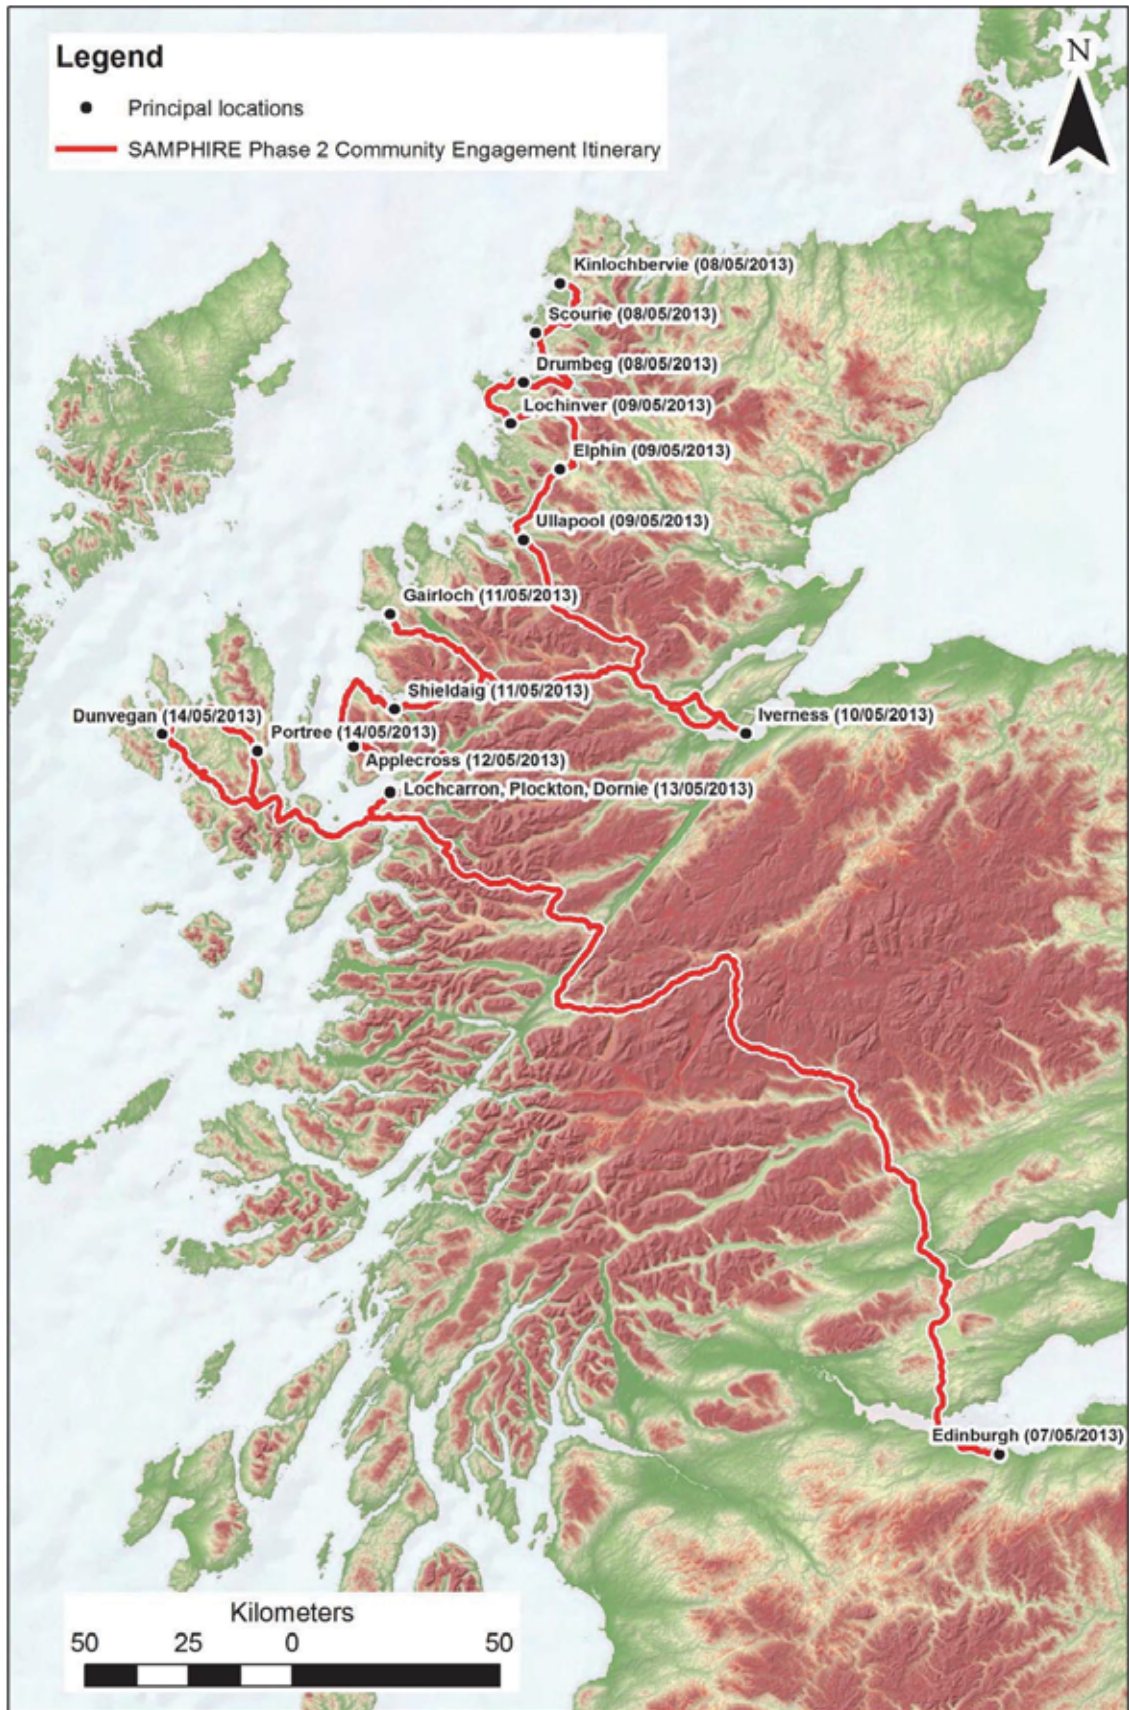 Legend
Principal locations
SAMPHIRE Phase 2 Community Engagement Itinerary
N
Kinlochbervie (08/05/2013)
Scourie (08/05/2013)
Drumbeg (08/05/2013)
Lochinver (09/05/2013)
Elphin (09/05/2013)
Ullapool (09/05/2013)
Gairloch (11/05/2013)
Shieldaig (11/05/2013)
Dunvegan (14/05/2013)
Iverness (10/05/2013)
Portree (14/05/2013)
Applecross (12/05/2013)
Lochcarron, Plockton, Dornie (13/05/2013)
Edinburgh (07/05/2013)
Kilometers
50 25 0 50